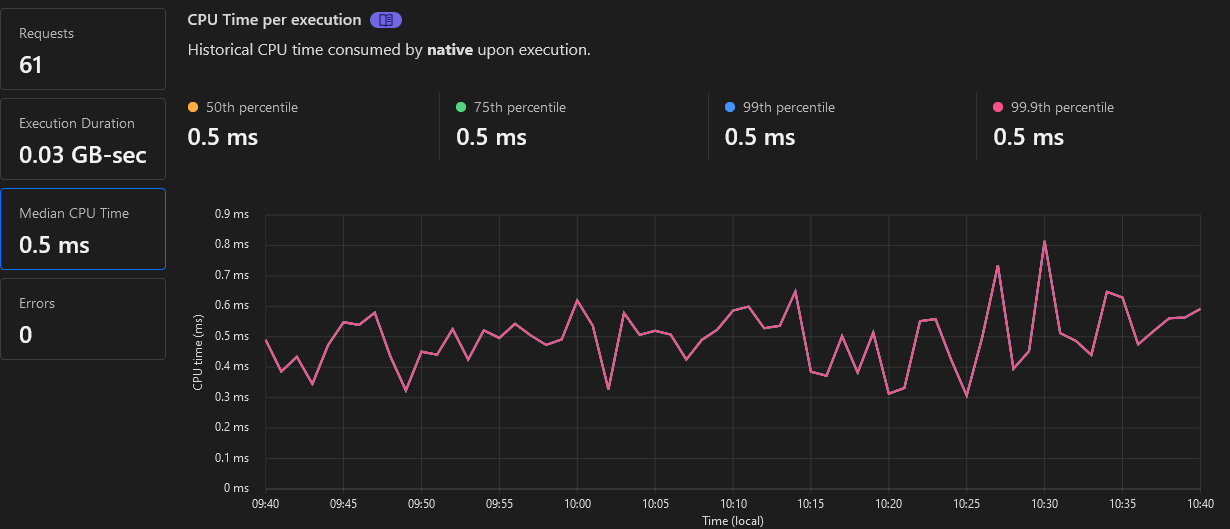 Requests
61
Execution Duration
0.03 GB-sec
Median CPU Time
0.5 ms
Errors
0
CPU Time per execution
Historical CPU time consumed by native upon execution.
50th percentile
0.5 ms
75th percentile
0.5 ms
99th percentile
0.5 ms
99.9th percentile
0.5 ms
CPU time (ms)
0.9 ms
0.8 ms
0.7 ms
0.6 ms
0.5 ms
0.4 ms
0.3 ms
0.2 ms
0.1 ms
0 ms
09:40 09:45 09:50 09:55 10:00 10:05 10:10 10:15 10:20 10:25 10:30 10:35 10:40
Time (local)